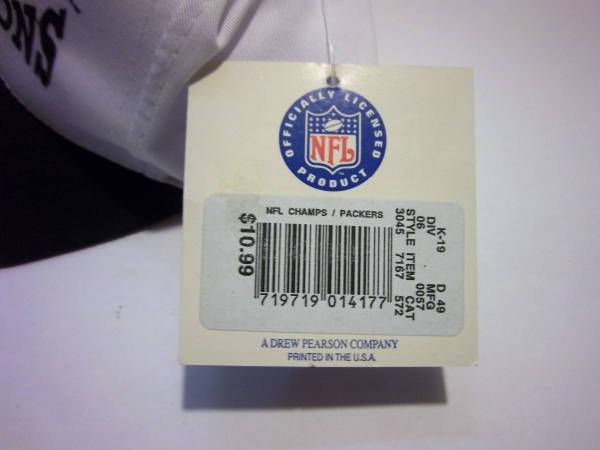 SNS
OFFICIALLY LICENSED
NFL
PRODUCT
NFL CHAMPS / PACKERS
$10.99
719719 014177
K-19 D 49
DIV MFG
06 0057
STYLE ITEM CAT
3045 7167 572
A DREW PEARSON COMPANY
PRINTED IN THE U.S.A.